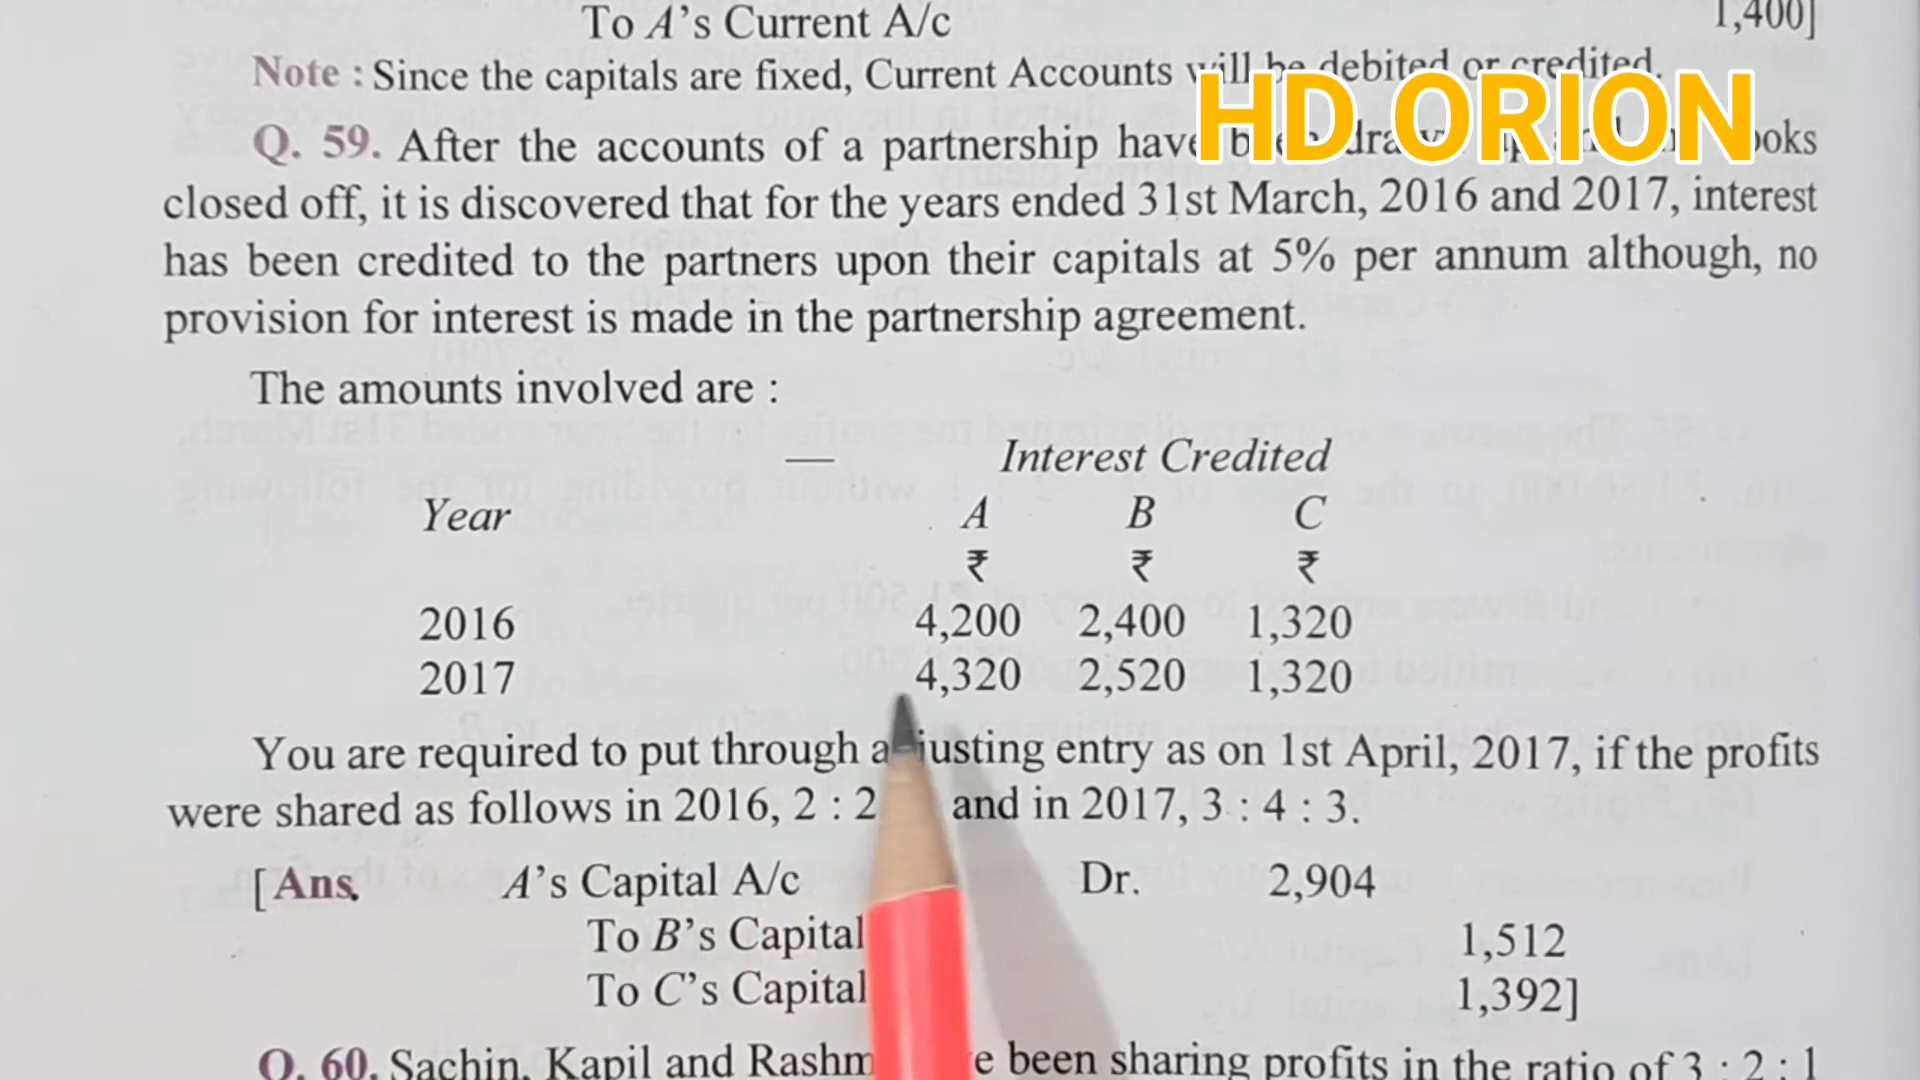 To A's Current A/c 1,400]
Note : Since the capitals are fixed, Current Accounts will be debited or credited.
HD ORION
Q. 59. After the accounts of a partnership have
closed off, it is discovered that for the years ended 31st March, 2016 and 2017, interest
has been credited to the partners upon their capitals at 5% per annum although, no
provision for interest is made in the partnership agreement.
The amounts involved are :
— Interest Credited
Year A B C
₹ ₹ ₹
2016 4,200 2,400 1,320
2017 4,320 2,520 1,320
You are required to put through adjusting entry as on 1st April, 2017, if the profits
were shared as follows in 2016, 2 : 2 and in 2017, 3 : 4 : 3.
[Ans. A's Capital A/c Dr. 2,904
To B's Capital 1,512
To C's Capital 1,392]
Q. 60. Sachin, Kapil and Rashm e been sharing profits in the ratio of 3 : 2 : 1